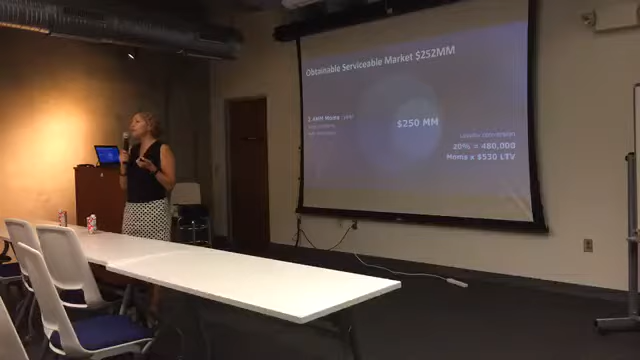 Obtainable Serviceable Market $252MM
2.4MM Moms
$250 MM
20% = 480,000
Moms x $530 LTV